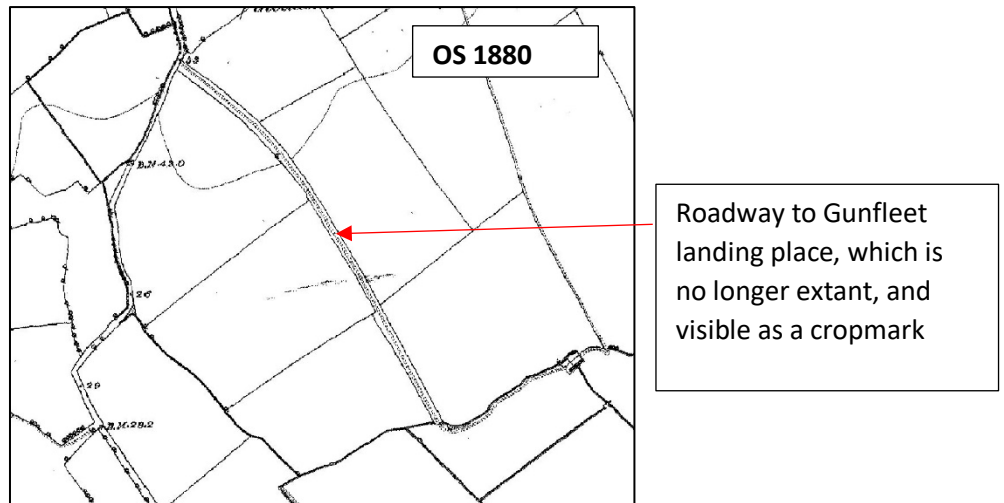 OS 1880
B.M.43.0
26
29
B.M.28.2
Roadway to Gunfleet
landing place, which is
no longer extant, and
visible as a cropmark